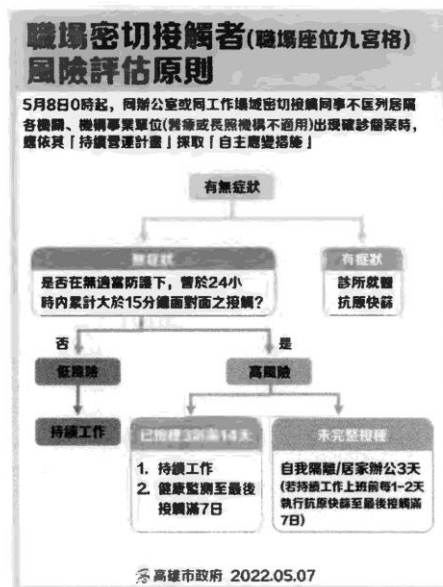 職場密切接觸者(職場座位九宮格)
風險評估原則
5月8日0時起，同辦公室或同工作場域密切接觸同事不匡列居隔
各機關、機構事業單位(醫療或長照機構不適用)出現確診個案時，
應依其「持續營運計畫」採取「自主應變措施」
有無症狀
無症狀
有症狀
是否在無適當防護下，曾於24小
時內累計大於15分鐘面對面之接觸?
診所就醫
抗原快篩
否
是
低風險
高風險
持續工作
已接種3劑滿14天
未完整接種
1. 持續工作
2. 健康監測至最後
接觸滿7日
自我隔離/居家辦公3天
(若持續工作上班前每1-2天
執行抗原快篩至最後接觸滿
7日)
高雄市政府 2022.05.07